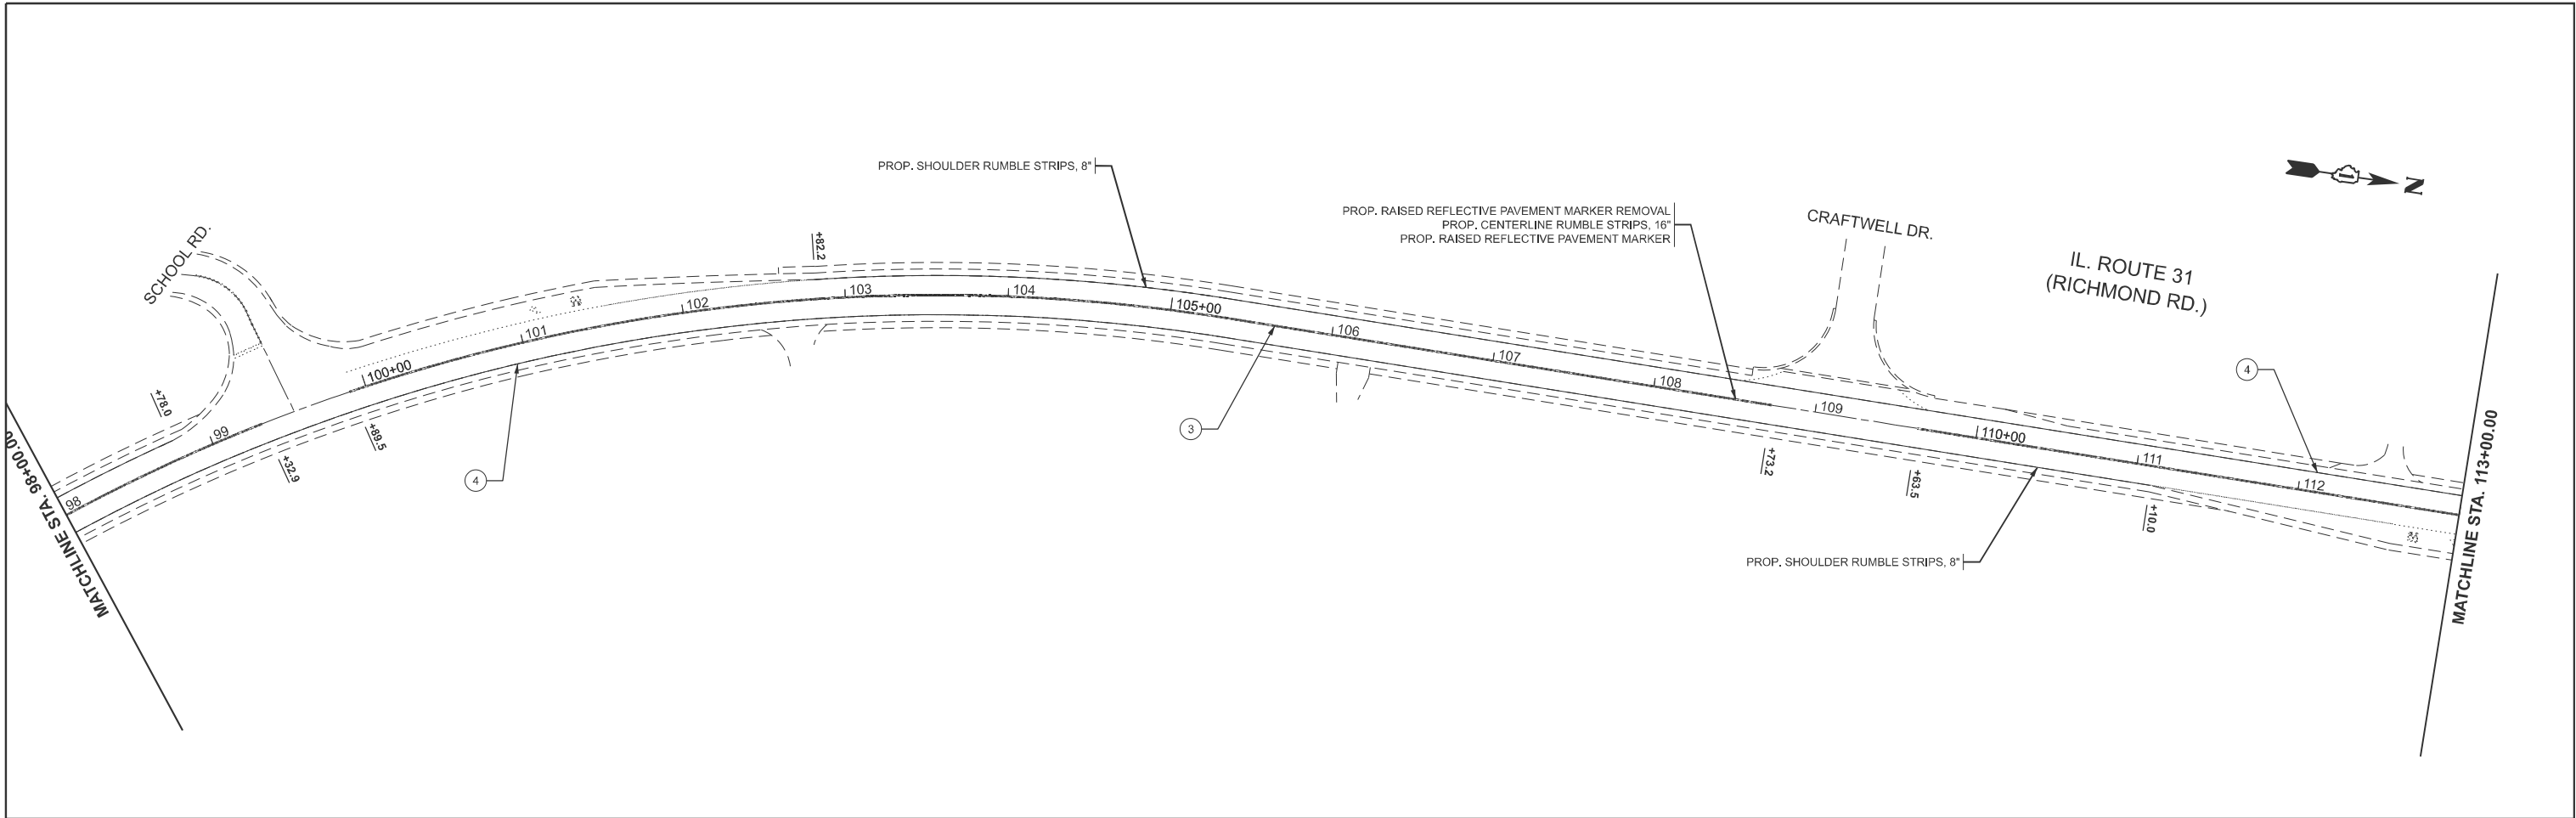 PROP. SHOULDER RUMBLE STRIPS, 8"
PROP. RAISED REFLECTIVE PAVEMENT MARKER REMOVAL
PROP. CENTERLINE RUMBLE STRIPS, 16"
PROP. RAISED REFLECTIVE PAVEMENT MARKER
CRAFTWELL DR.
IL. ROUTE 31
(RICHMOND RD.)
N
SCHOOL RD.
+82.2
+78.0
98
99
100+00
101
102
103
104
105+00
106
107
108
109
110+00
111
112
+32.9
+89.5
4
3
4
+73.2
+63.5
+10.0
PROP. SHOULDER RUMBLE STRIPS, 8"
MATCHLINE STA. 98+00.00
MATCHLINE STA. 113+00.00